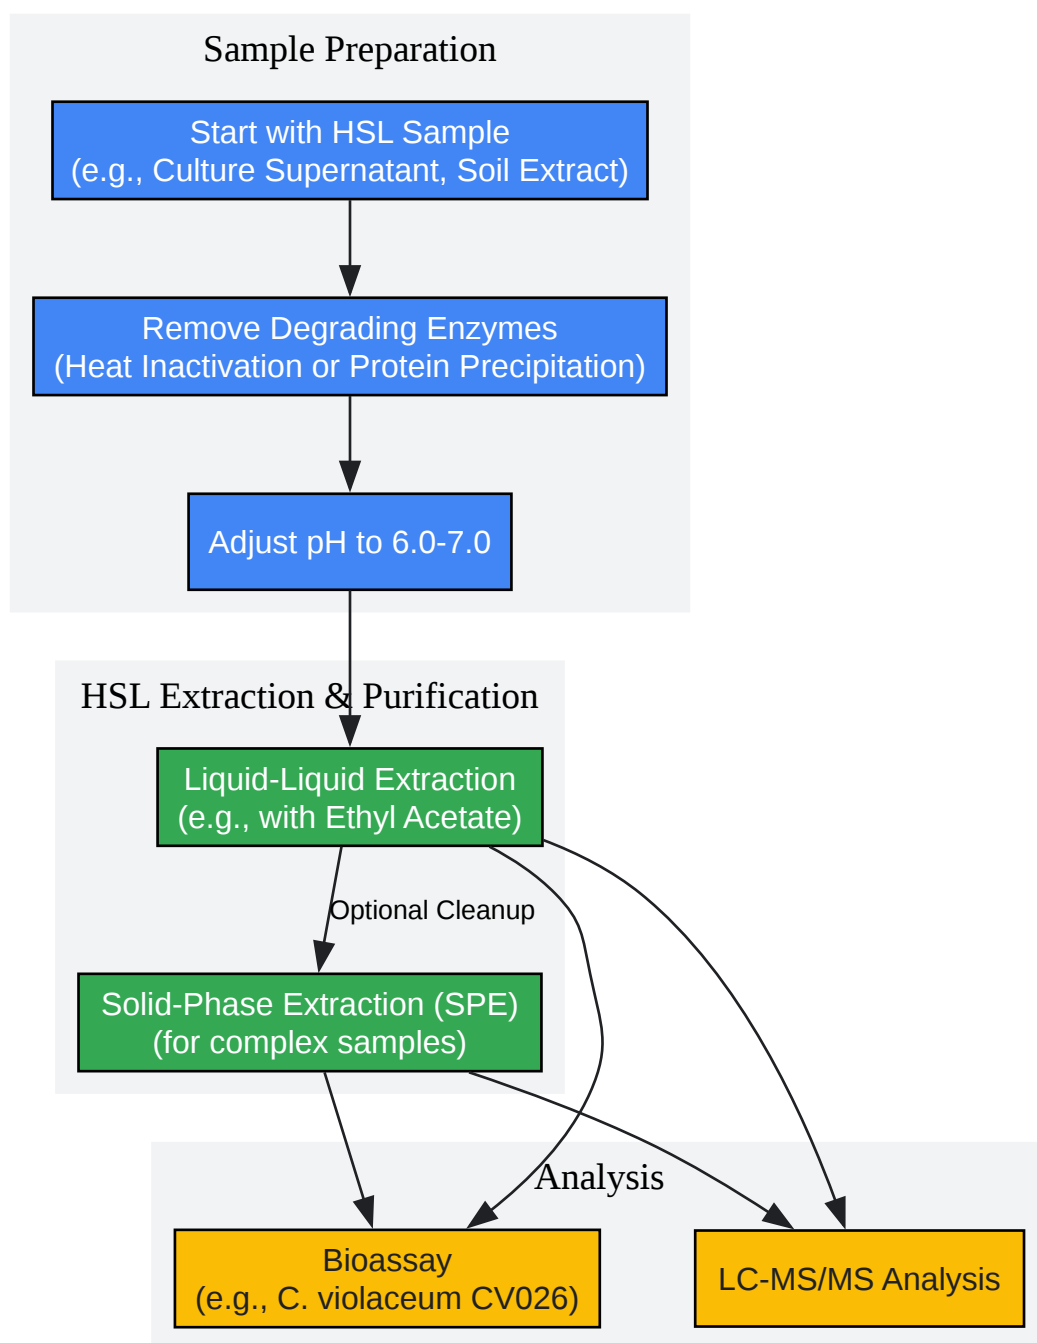 Sample Preparation
Start with HSL Sample
(e.g., Culture Supernatant, Soil Extract)
Remove Degrading Enzymes
(Heat Inactivation or Protein Precipitation)
Adjust pH to 6.0-7.0
HSL Extraction & Purification
Liquid-Liquid Extraction
(e.g., with Ethyl Acetate)
Optional Cleanup
Solid-Phase Extraction (SPE)
(for complex samples)
Analysis
Bioassay
(e.g., C. violaceum CV026)
LC-MS/MS Analysis